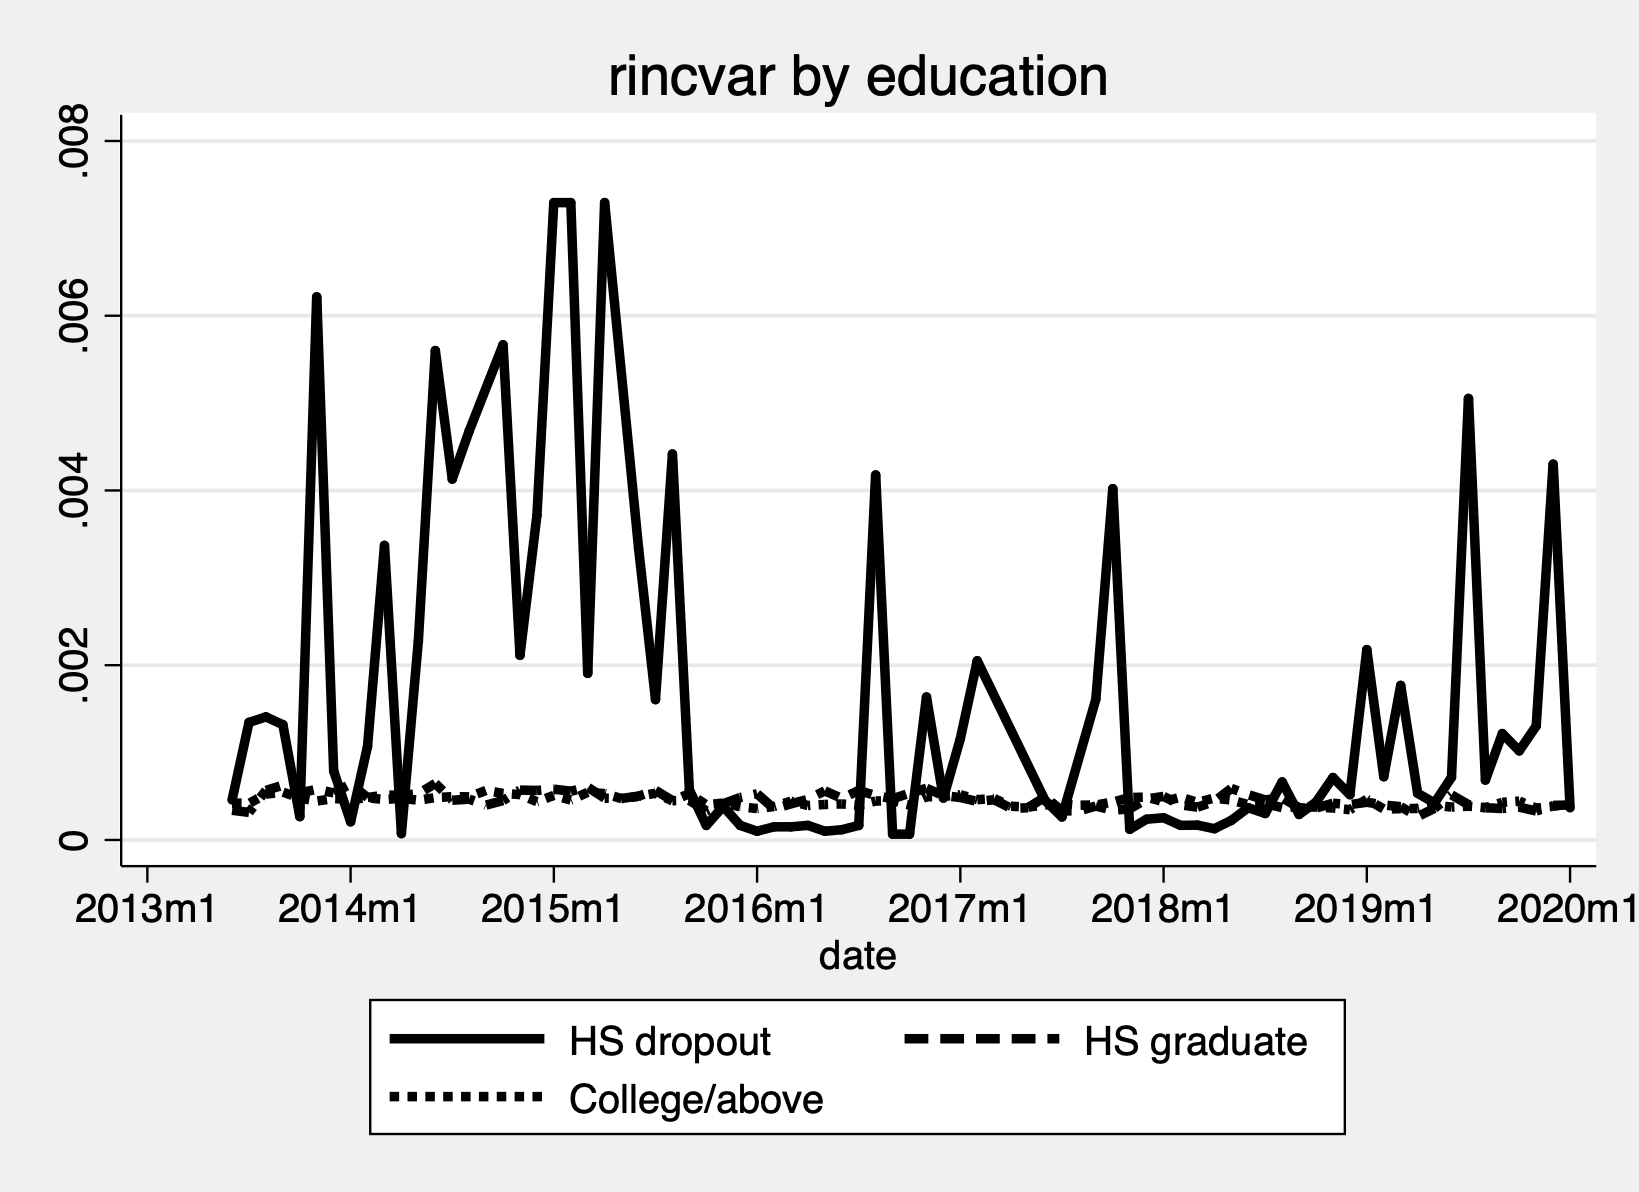 rincvar by education
.008
.006
.004
.002
0
2013m1 2014m1 2015m1 2016m1 2017m1 2018m1 2019m1 2020m1
date
HS dropout HS graduate
College/above